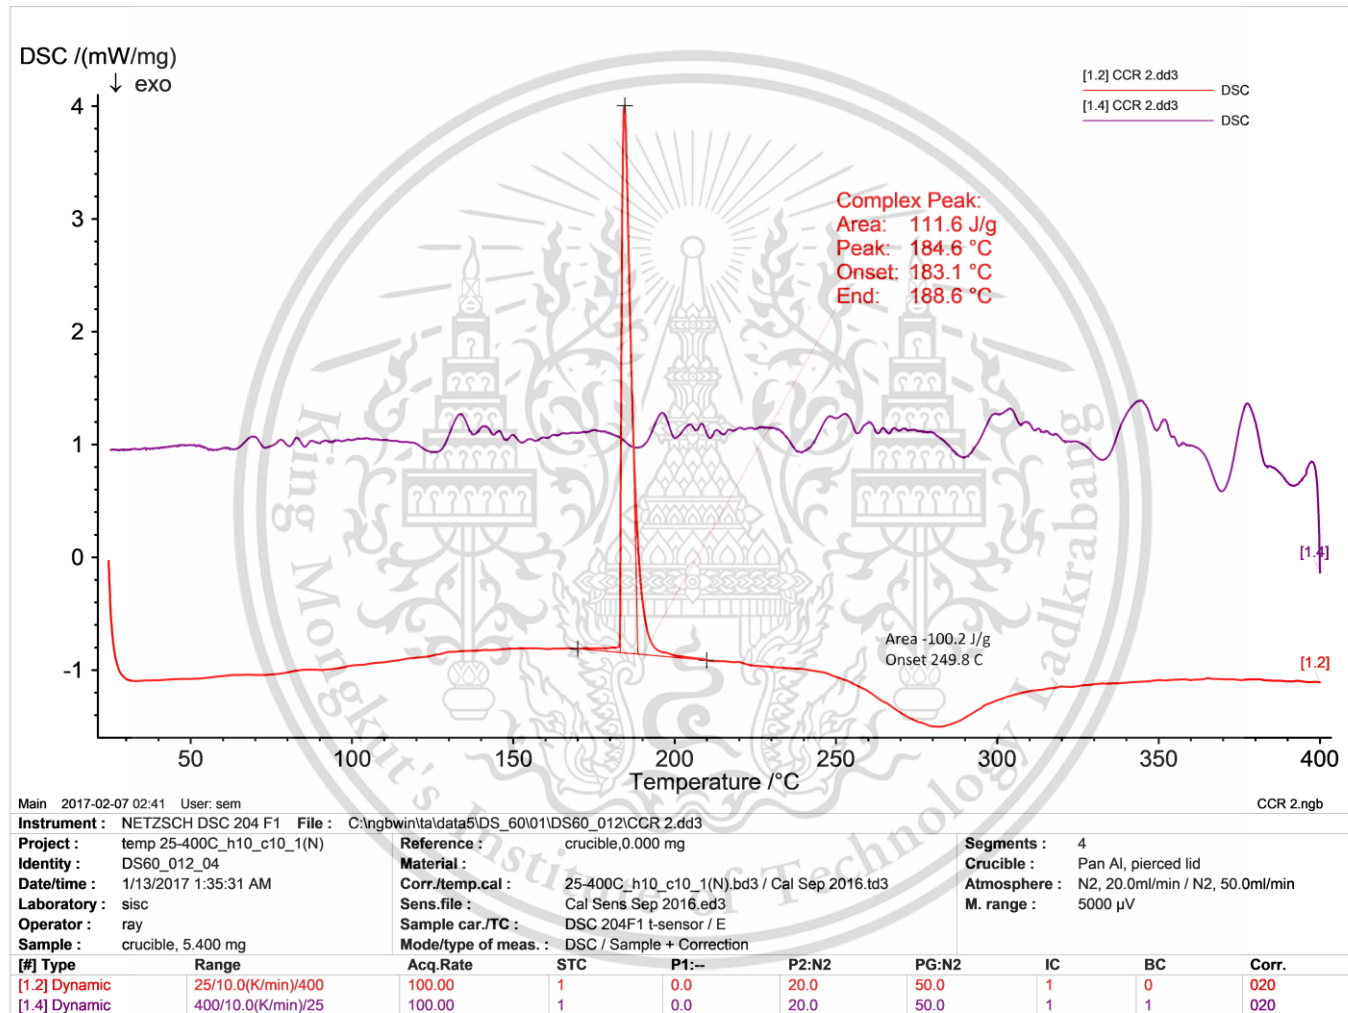 DSC /(mW/mg)
↓ exo
[1.2] CCR 2.dd3
DSC
[1.4] CCR 2.dd3
DSC
4
3
2
1
0
-1
Complex Peak:
Area: 111.6 J/g
Peak: 184.6 °C
Onset: 183.1 °C
End: 188.6 °C
[1.4]
Area -100.2 J/g
Onset 249.8 C
[1.2]
50 100 150 200 250 300 350 400
Temperature /°C
King Mongkut's Institute of Technology Ladkrabang
Main 2017-02-07 02:41 User: sem
CCR 2.ngb
Instrument : NETZSCH DSC 204 F1 File : C:\ngbwin\ta\data5\DS_60\01\DS60_012\CCR 2.dd3
Project : temp 25-400C_h10_c10_1(N) Reference : crucible,0.000 mg Segments : 4
Identity : DS60_012_04 Material : Crucible : Pan Al, pierced lid
Date/time : 1/13/2017 1:35:31 AM Corr./temp.cal : 25-400C_h10_c10_1(N).bd3 / Cal Sep 2016.td3 Atmosphere : N2, 20.0ml/min / N2, 50.0ml/min
Laboratory : sisc Sens.file : Cal Sens Sep 2016.ed3 M. range : 5000 µV
Operator : ray Sample car./TC : DSC 204F1 t-sensor / E
Sample : crucible, 5.400 mg Mode/type of meas. : DSC / Sample + Correction
[#] Type Range Acq.Rate STC P1:-- P2:N2 PG:N2 IC BC Corr.
[1.2] Dynamic 25/10.0(K/min)/400 100.00 1 0.0 20.0 50.0 1 0 020
[1.4] Dynamic 400/10.0(K/min)/25 100.00 1 0.0 20.0 50.0 1 1 020